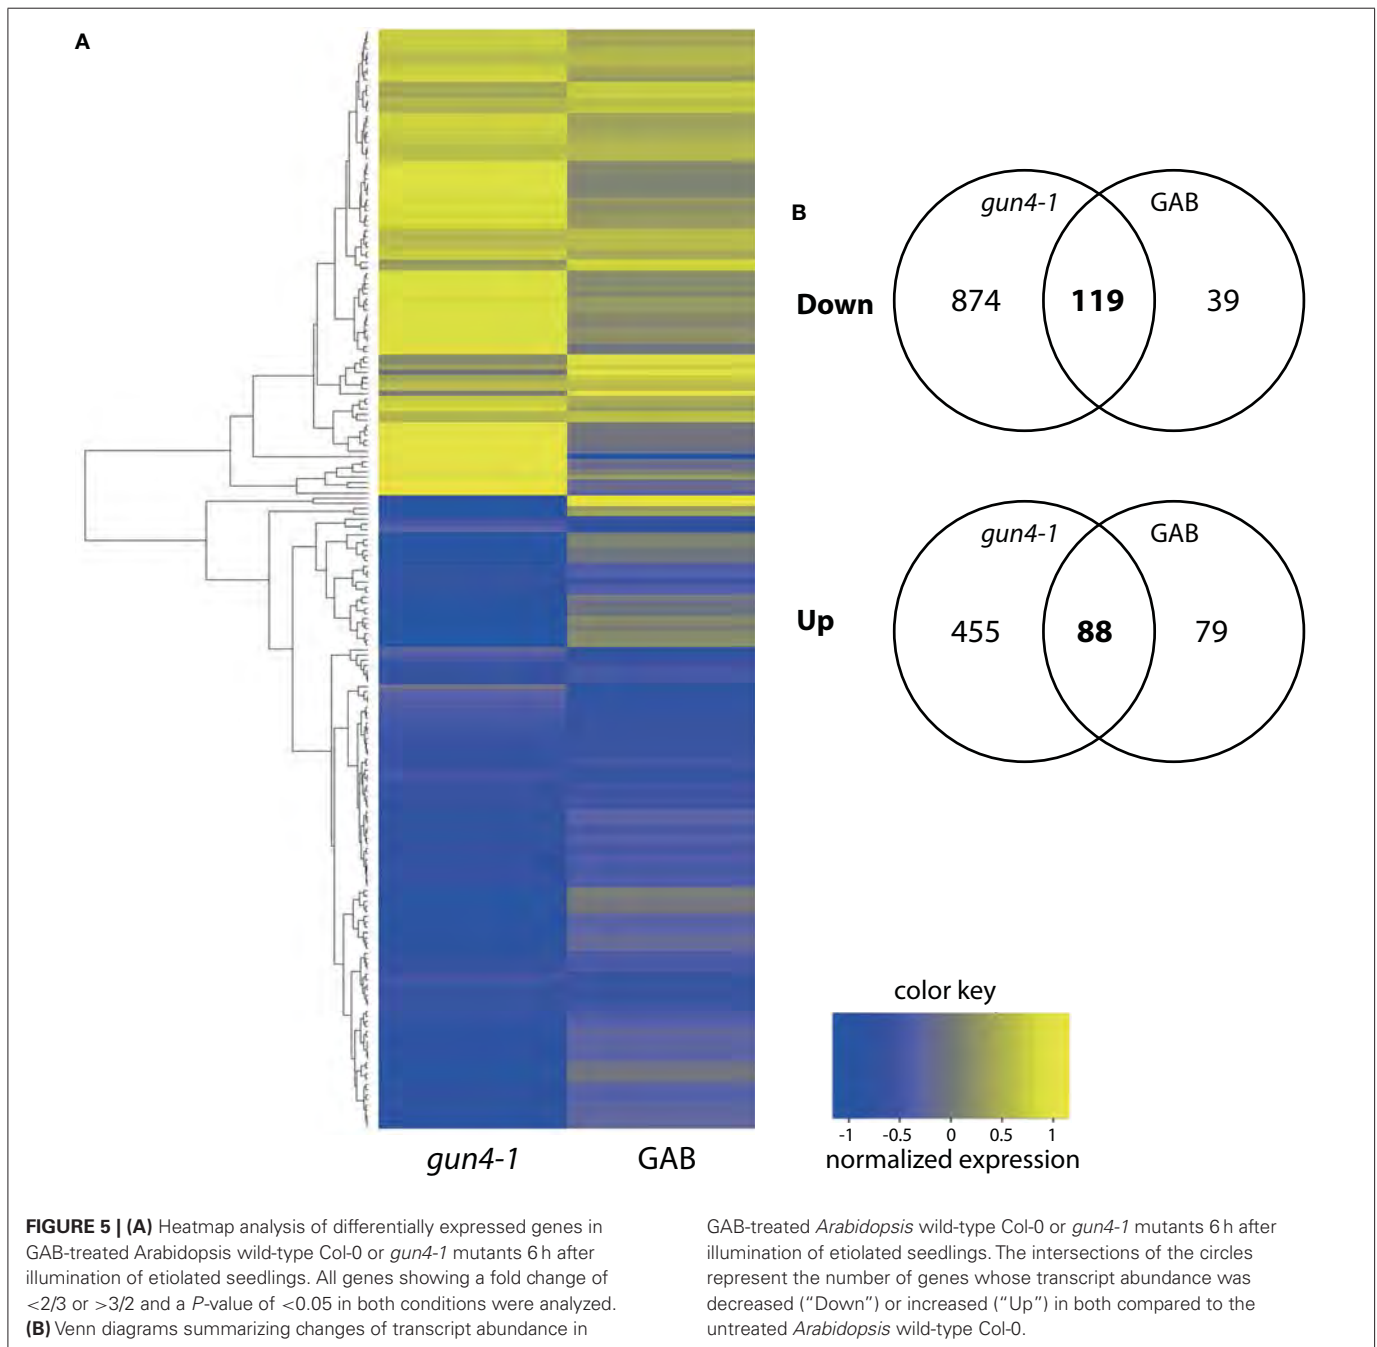 A
B
gun4-1
GAB
Down
874
119
39
gun4-1
GAB
Up
455
88
79
color key
-1 -0.5 0 0.5 1
normalized expression
gun4-1
GAB
FIGURE 5 | (A) Heatmap analysis of differentially expressed genes in
GAB-treated Arabidopsis wild-type Col-0 or gun4-1 mutants 6 h after
illumination of etiolated seedlings. All genes showing a fold change of
<2/3 or >3/2 and a P-value of <0.05 in both conditions were analyzed.
(B) Venn diagrams summarizing changes of transcript abundance in
GAB-treated Arabidopsis wild-type Col-0 or gun4-1 mutants 6 h after
illumination of etiolated seedlings. The intersections of the circles
represent the number of genes whose transcript abundance was
decreased (“Down”) or increased (“Up”) in both compared to the
untreated Arabidopsis wild-type Col-0.